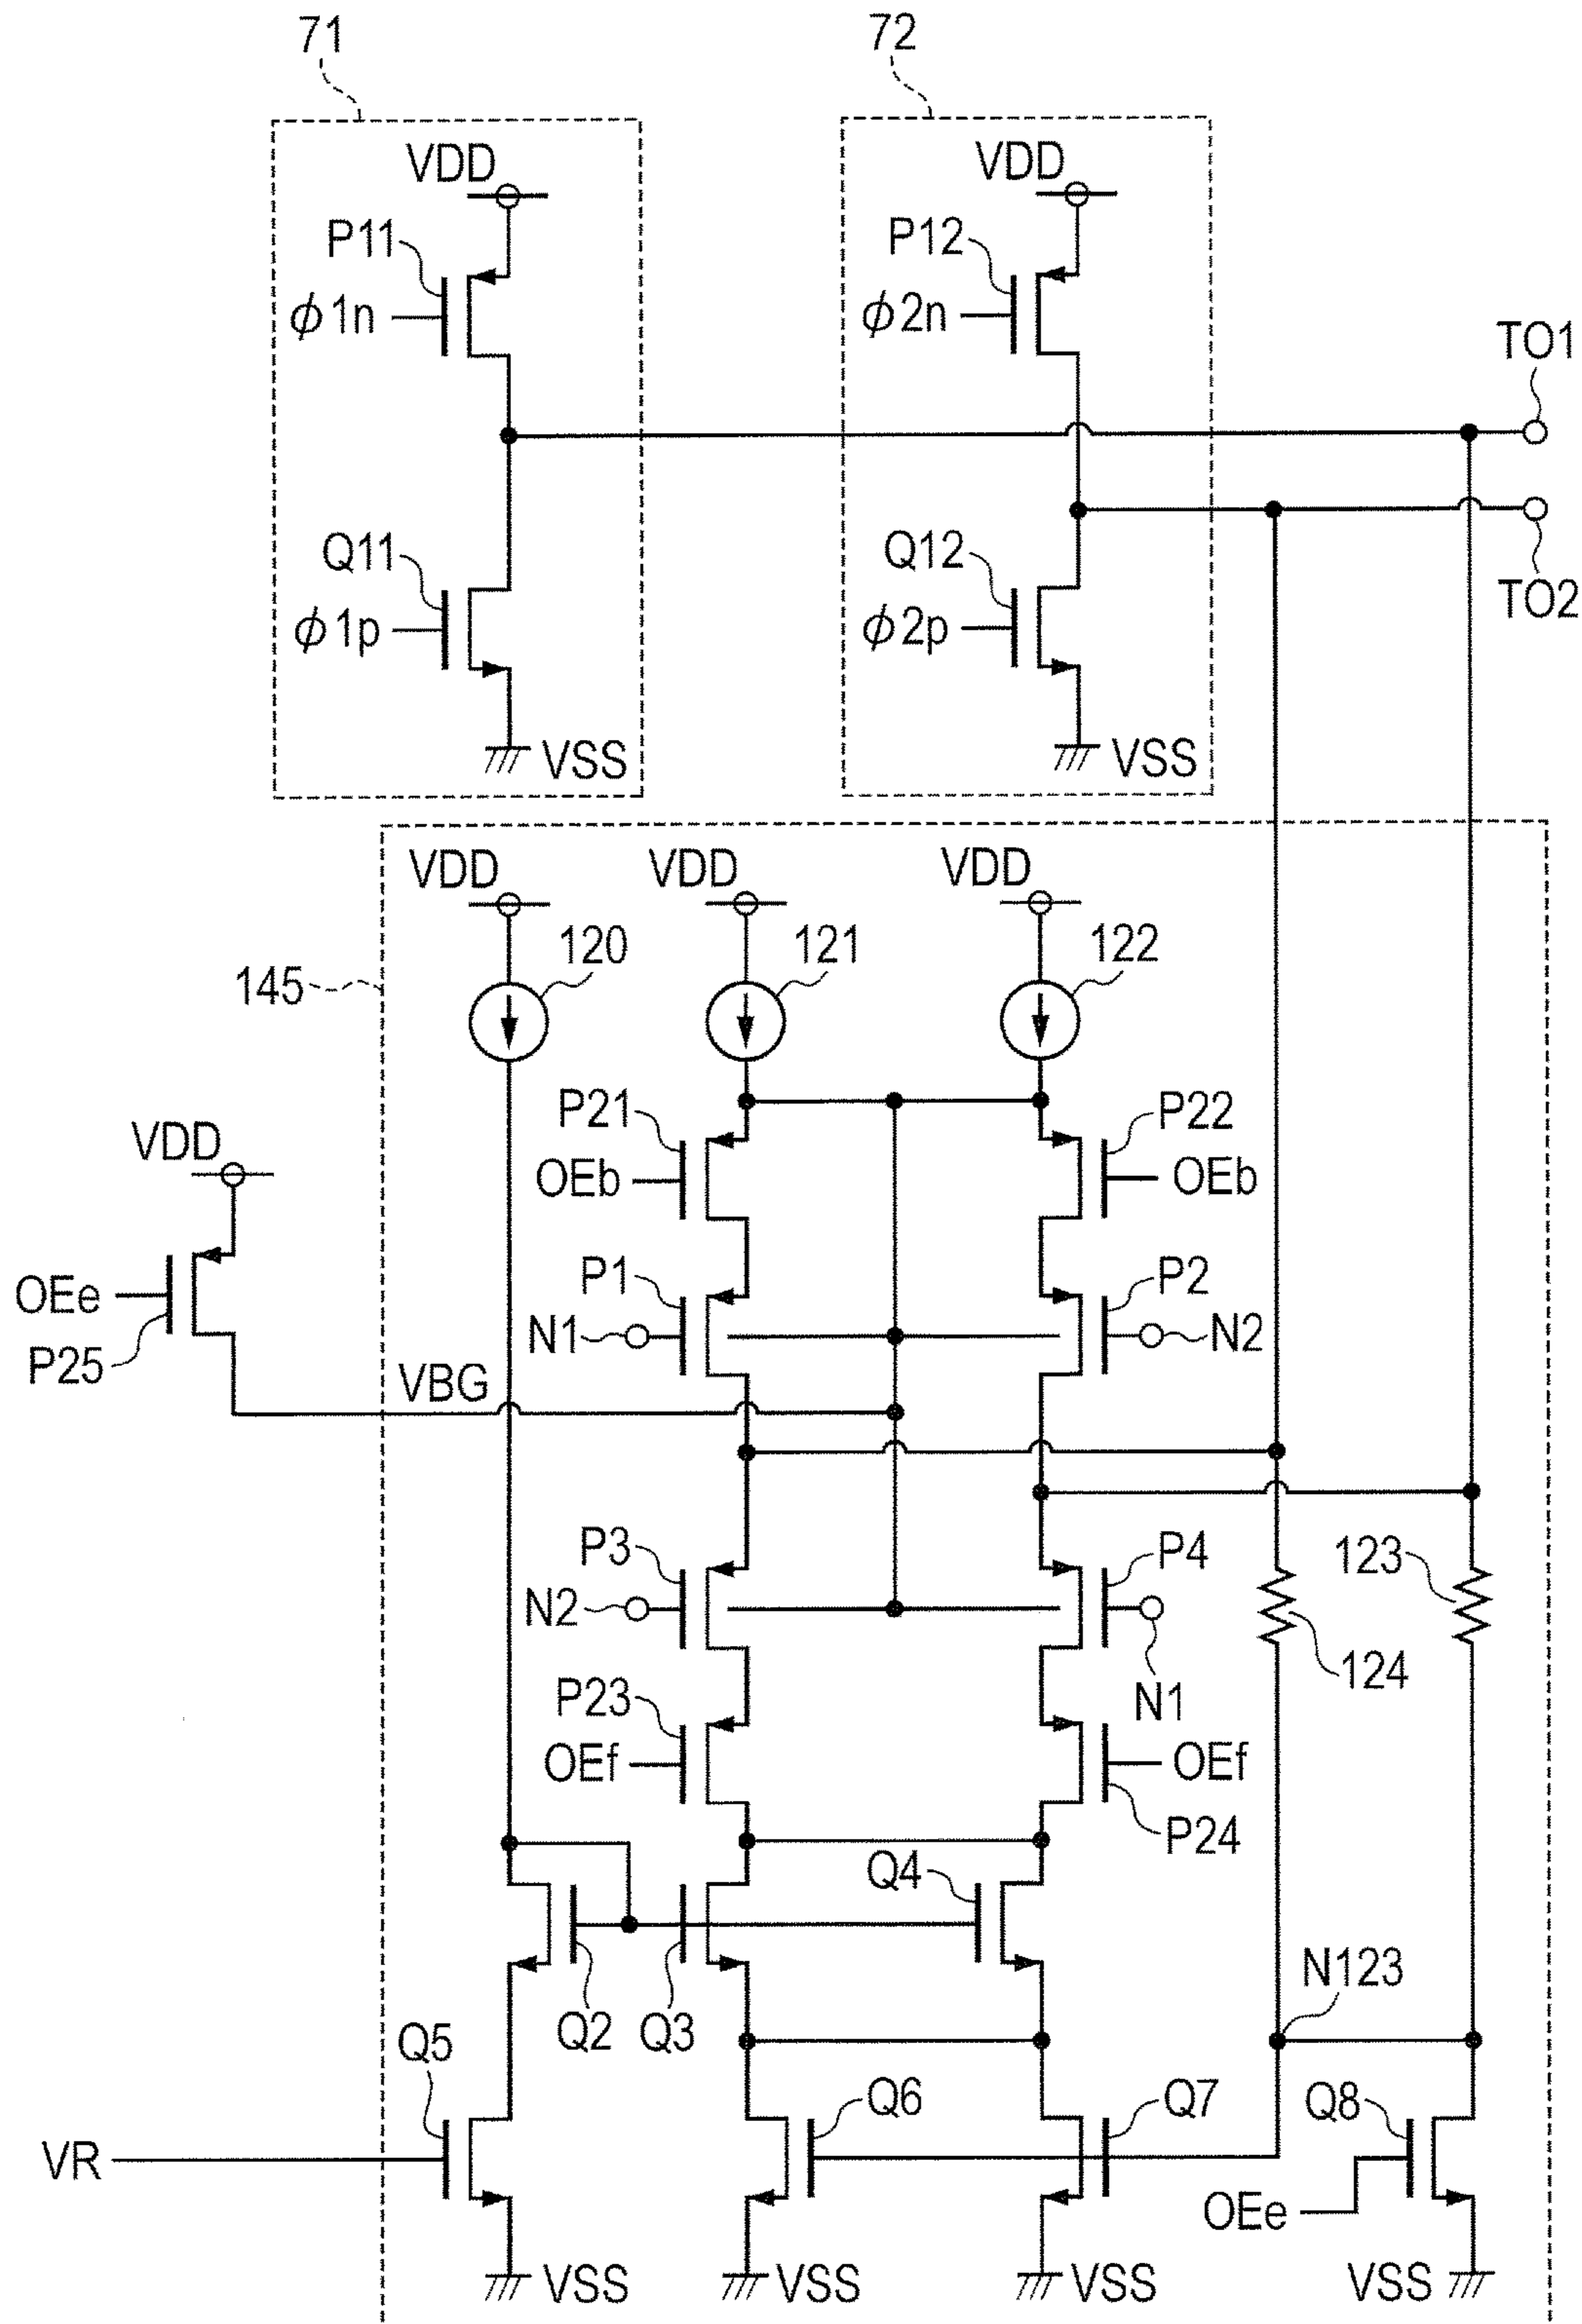 71
72
VDD
VDD
P11
P12
ϕ1n
ϕ2n
TO1
Q11
Q12
TO2
ϕ1p
ϕ2p
VSS
VSS
VDD
VDD
VDD
120
121
122
145
P21
P22
VDD
OEb
OEb
P1
P2
OEe
N1
N2
P25
VBG
P3
P4
123
N2
124
P23
N1
OEf
OEf
P24
Q4
N123
Q2
Q3
Q5
Q6
Q7
Q8
VR
OEe
VSS
VSS
VSS
VSS